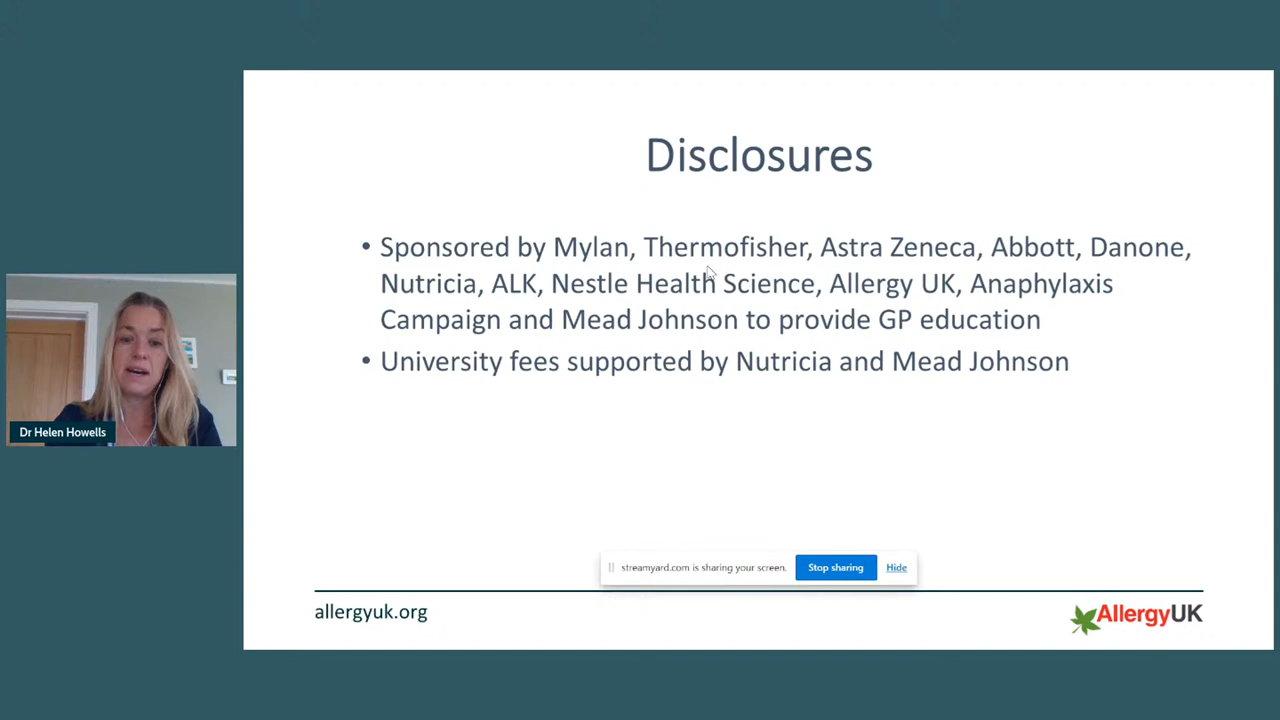 Disclosures
• Sponsored by Mylan, Thermofisher, Astra Zeneca, Abbott, Danone,
Nutricia, ALK, Nestle Health Science, Allergy UK, Anaphylaxis
Campaign and Mead Johnson to provide GP education
• University fees supported by Nutricia and Mead Johnson
Dr Helen Howells
streamyard.com is sharing your screen.
Stop sharing
Hide
allergyuk.org
AllergyUK